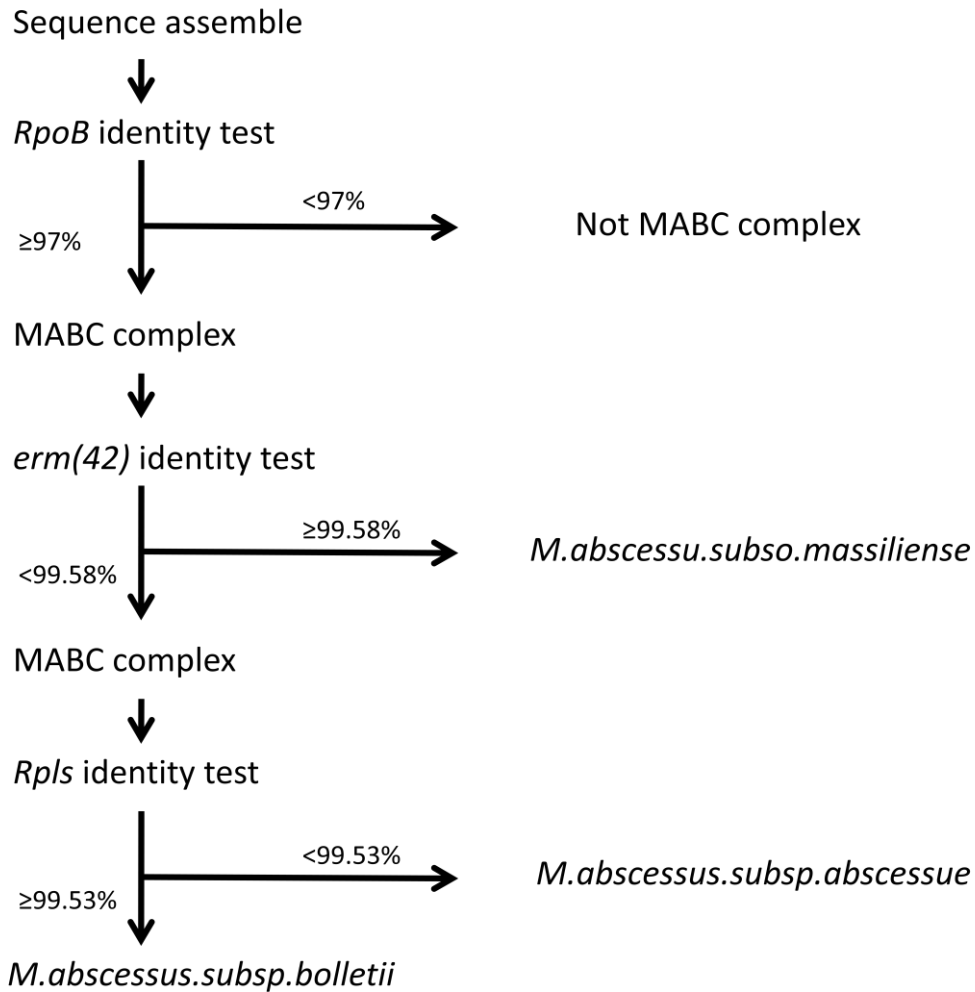 Sequence assemble
RpoB identity test
<97%
≥97%
Not MABC complex
MABC complex
erm(42) identity test
≥99.58%
<99.58%
M.abscessu.subso.massiliense
MABC complex
Rpls identity test
<99.53%
≥99.53%
M.abscessus.subsp.abscessue
M.abscessus.subsp.bolletii